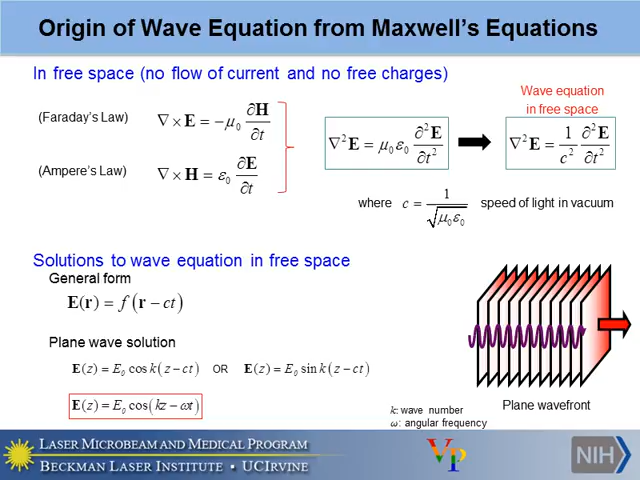 Origin of Wave Equation from Maxwell's Equations
In free space (no flow of current and no free charges)
Wave equation
in free space
(Faraday's Law) ∇ × E = −μ₀ ∂H/∂t
∇²E = μ₀ε₀ ∂²E/∂t² ∇²E = 1/c² ∂²E/∂t²
(Ampere's Law) ∇ × H = ε₀ ∂E/∂t
where c = 1/√(μ₀ε₀) speed of light in vacuum
Solutions to wave equation in free space
General form
E(r) = f(r − ct)
Plane wave solution
E(z) = E₀ cos k(z − ct) OR E(z) = E₀ sin k(z − ct)
E(z) = E₀ cos(kz − ωt)
k: wave number
ω: angular frequency
Plane wavefront
LASER MICROBEAM AND MEDICAL PROGRAM
BECKMAN LASER INSTITUTE • UCIRVINE
VP
NIH